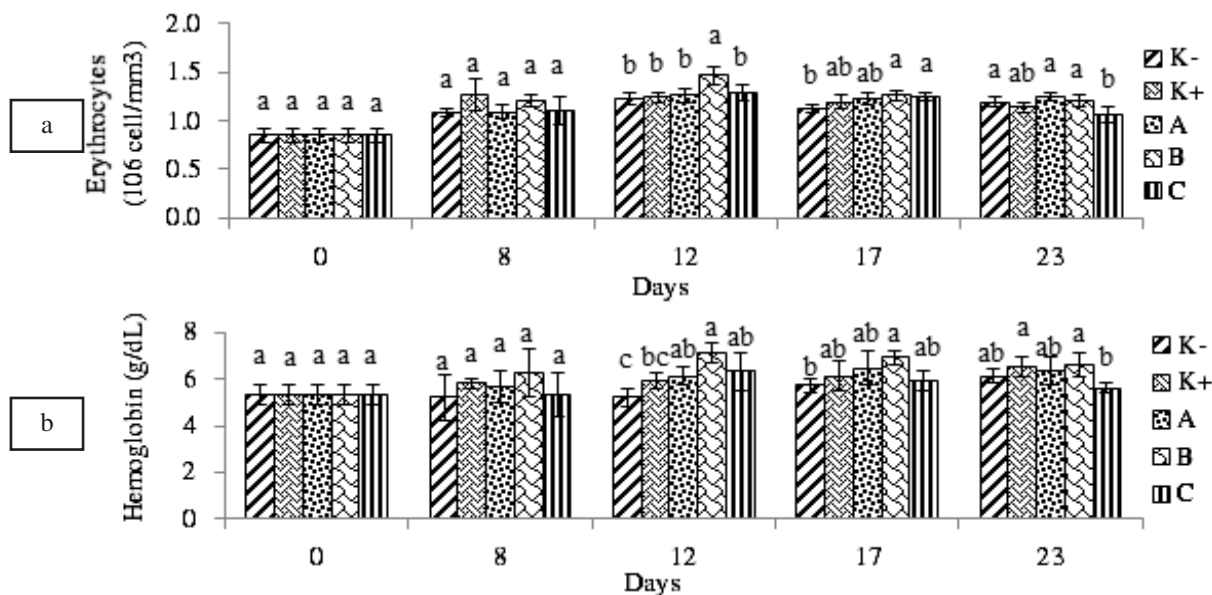 a
Erythrocytes
(106 cell/mm3)
2.0
1.5
1.0
0.5
0.0
a a a a a
a a a a a
b b b a b
b ab ab a a
a ab a a b
0 8 12 17 23
Days
K-
K+
A
B
C
b
Hemoglobin (g/dL)
8
6
4
2
0
a a a a a
a a a a a
c bc ab a ab
b ab ab a ab
ab a ab a b
0 8 12 17 23
Days
K-
K+
A
B
C